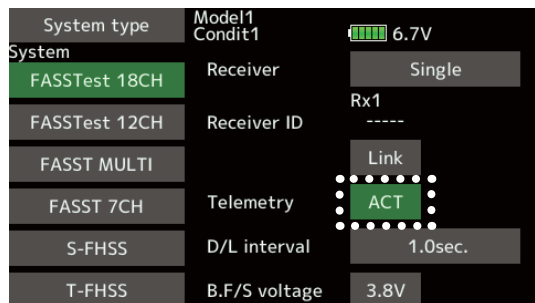 System type
Model1
Condit1
6.7V
System
FASSTest 18CH
Receiver
Single
Rx1
FASSTest 12CH
Receiver ID
-----
FASST MULTI
Link
FASST 7CH
Telemetry
ACT
S-FHSS
D/L interval
1.0sec.
T-FHSS
B.F/S voltage
3.8V